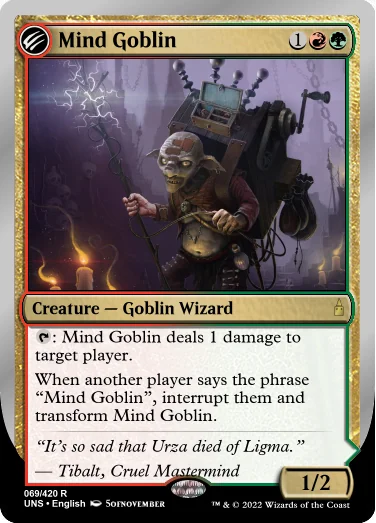 Mind Goblin 1
Creature — Goblin Wizard
: Mind Goblin deals 1 damage to
target player.
When another player says the phrase
“Mind Goblin”, interrupt them and
transform Mind Goblin.
“It’s so sad that Urza died of Ligma.”
— Tibalt, Cruel Mastermind
1/2
069/420 R
UNS • English Sofnovember ™ & © 2022 Wizards of the Coast